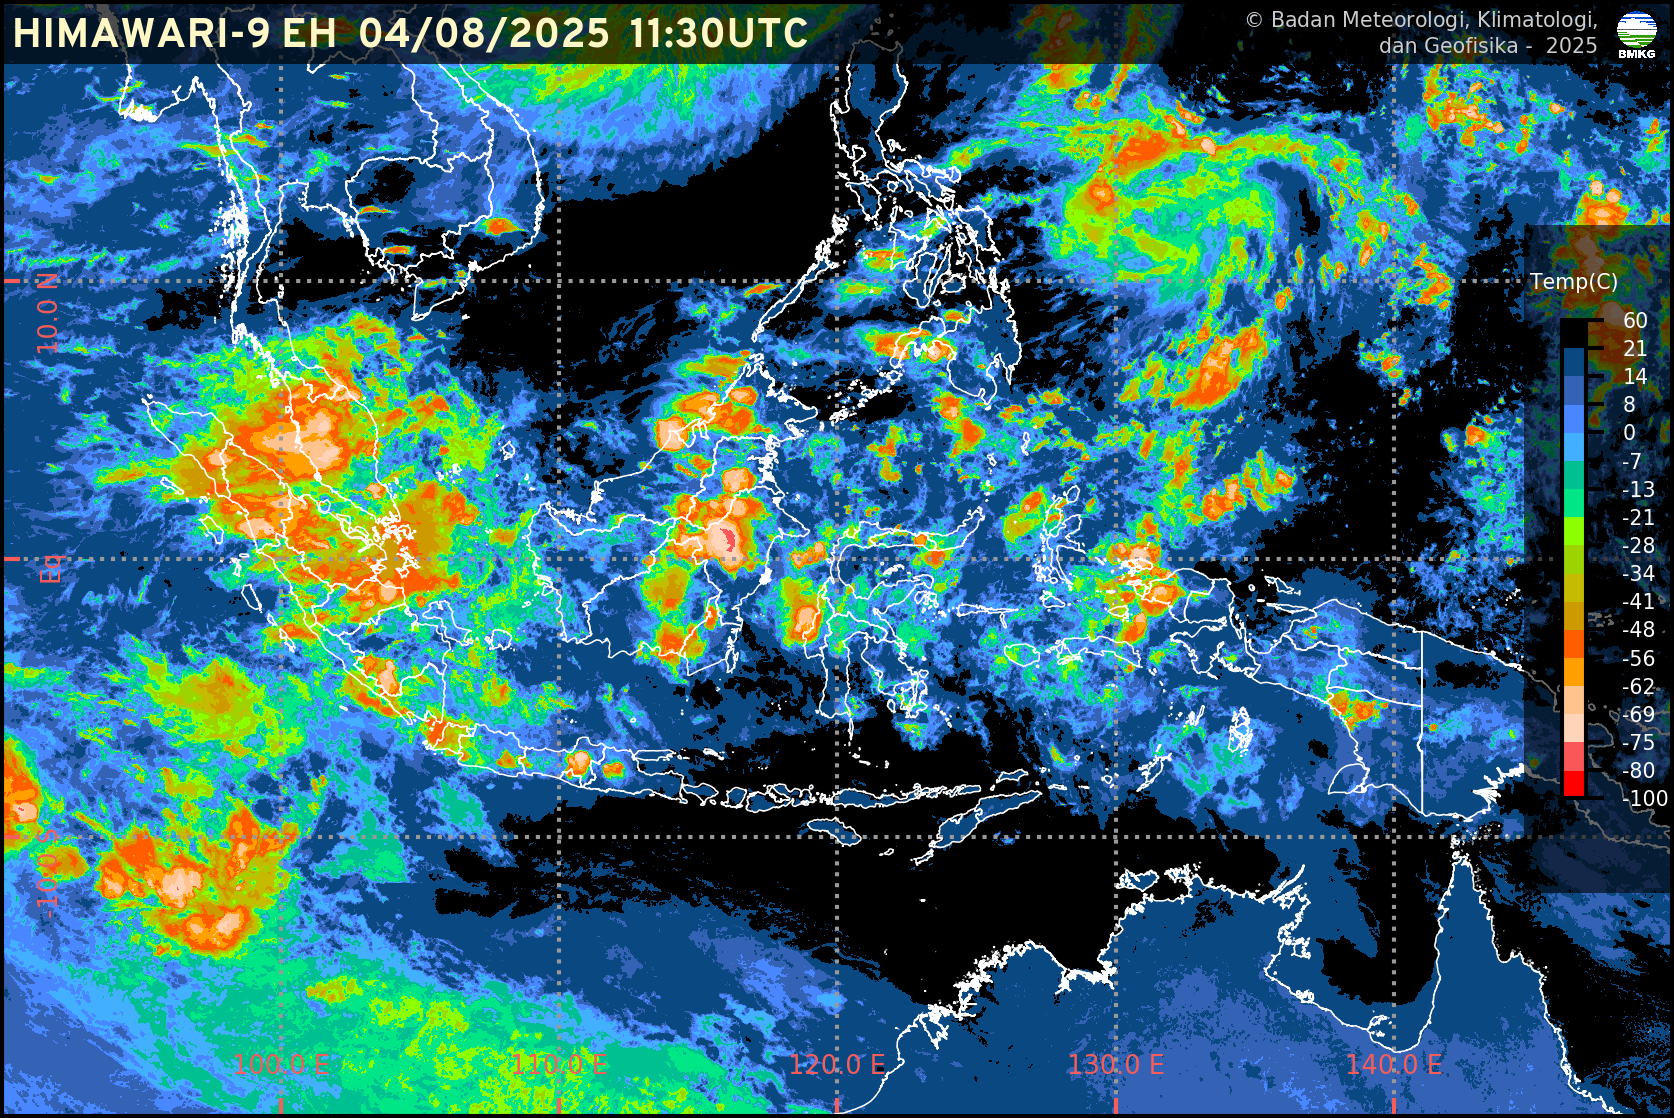 HIMAWARI-9 EH 04/08/2025 11:30UTC
© Badan Meteorologi, Klimatologi,
dan Geofisika - 2025
BMKG
10.0 N
Eq
-10.0 S
Temp(C)
60
21
14
8
0
-7
-13
-21
-28
-34
-41
-48
-56
-62
-69
-75
-80
-100
100.0 E
110.0 E
120.0 E
130.0 E
140.0 E